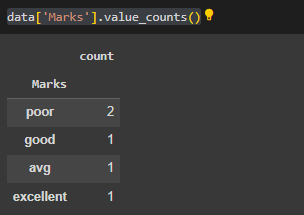 data['Marks'].value_counts()
count
Marks
poor 2
good 1
avg 1
excellent 1